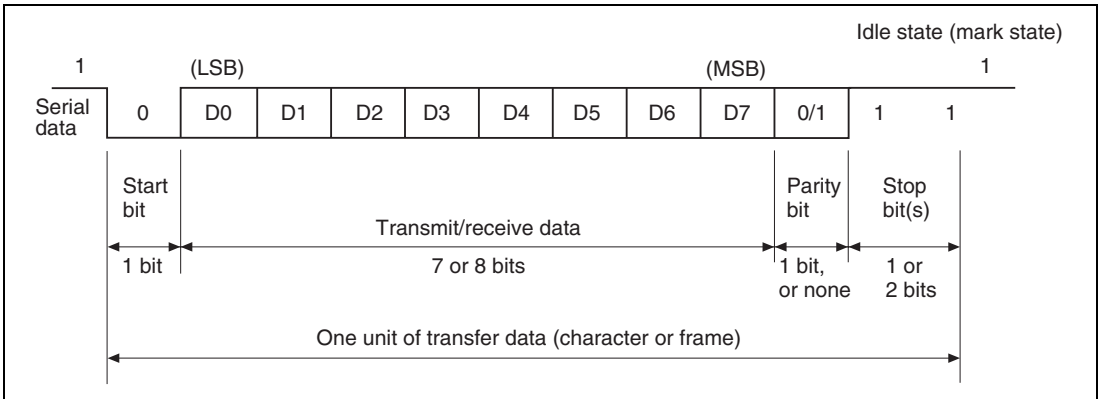 Idle state (mark state)
1 (LSB) (MSB) 1
Serial
data
0 D0 D1 D2 D3 D4 D5 D6 D7 0/1 1 1
Start
bit
Parity
bit
Stop
bit(s)
Transmit/receive data
1 bit
7 or 8 bits
1 bit,
or none
1 or
2 bits
One unit of transfer data (character or frame)